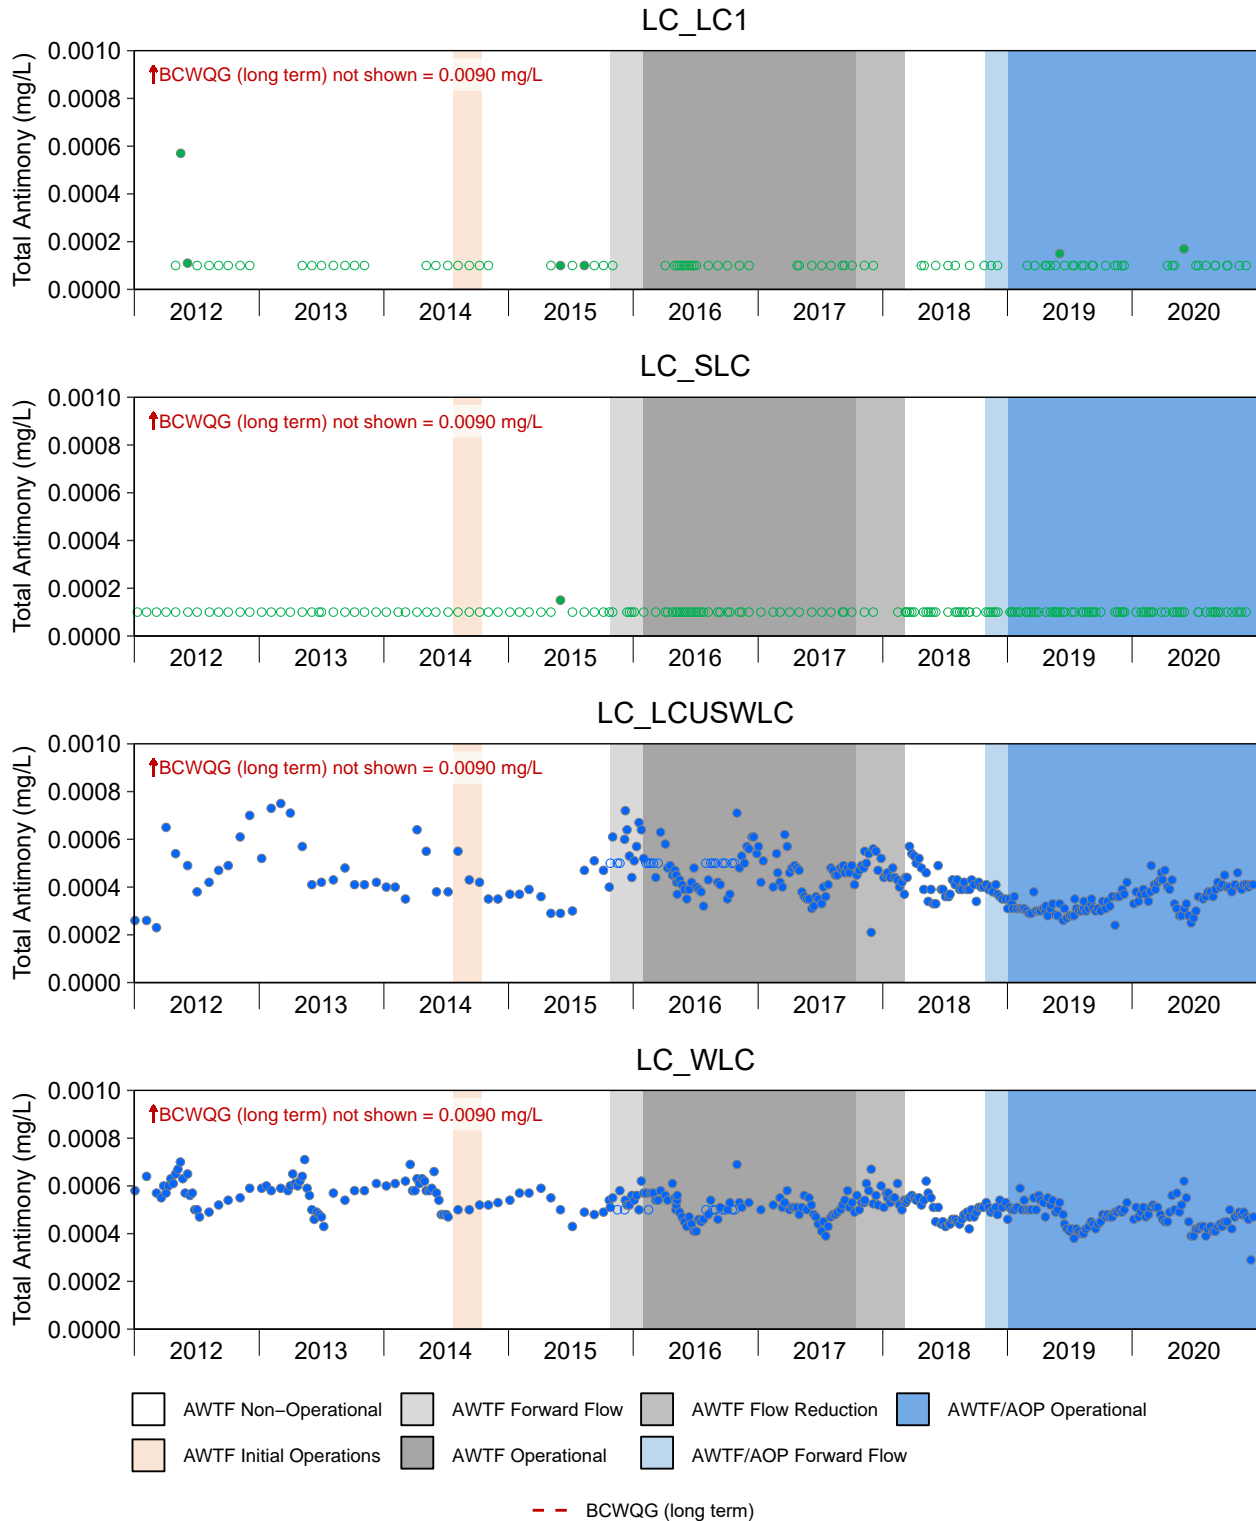 LC_LC1
Total Antimony (mg/L)
0.0010
0.0008
0.0006
0.0004
0.0002
0.0000
BCWQG (long term) not shown = 0.0090 mg/L
2012 2013 2014 2015 2016 2017 2018 2019 2020
LC_SLC
Total Antimony (mg/L)
0.0010
0.0008
0.0006
0.0004
0.0002
0.0000
BCWQG (long term) not shown = 0.0090 mg/L
2012 2013 2014 2015 2016 2017 2018 2019 2020
LC_LCUSWLC
Total Antimony (mg/L)
0.0010
0.0008
0.0006
0.0004
0.0002
0.0000
BCWQG (long term) not shown = 0.0090 mg/L
2012 2013 2014 2015 2016 2017 2018 2019 2020
LC_WLC
Total Antimony (mg/L)
0.0010
0.0008
0.0006
0.0004
0.0002
0.0000
BCWQG (long term) not shown = 0.0090 mg/L
2012 2013 2014 2015 2016 2017 2018 2019 2020
AWTF Non−Operational AWTF Forward Flow AWTF Flow Reduction AWTF/AOP Operational
AWTF Initial Operations AWTF Operational AWTF/AOP Forward Flow
BCWQG (long term)